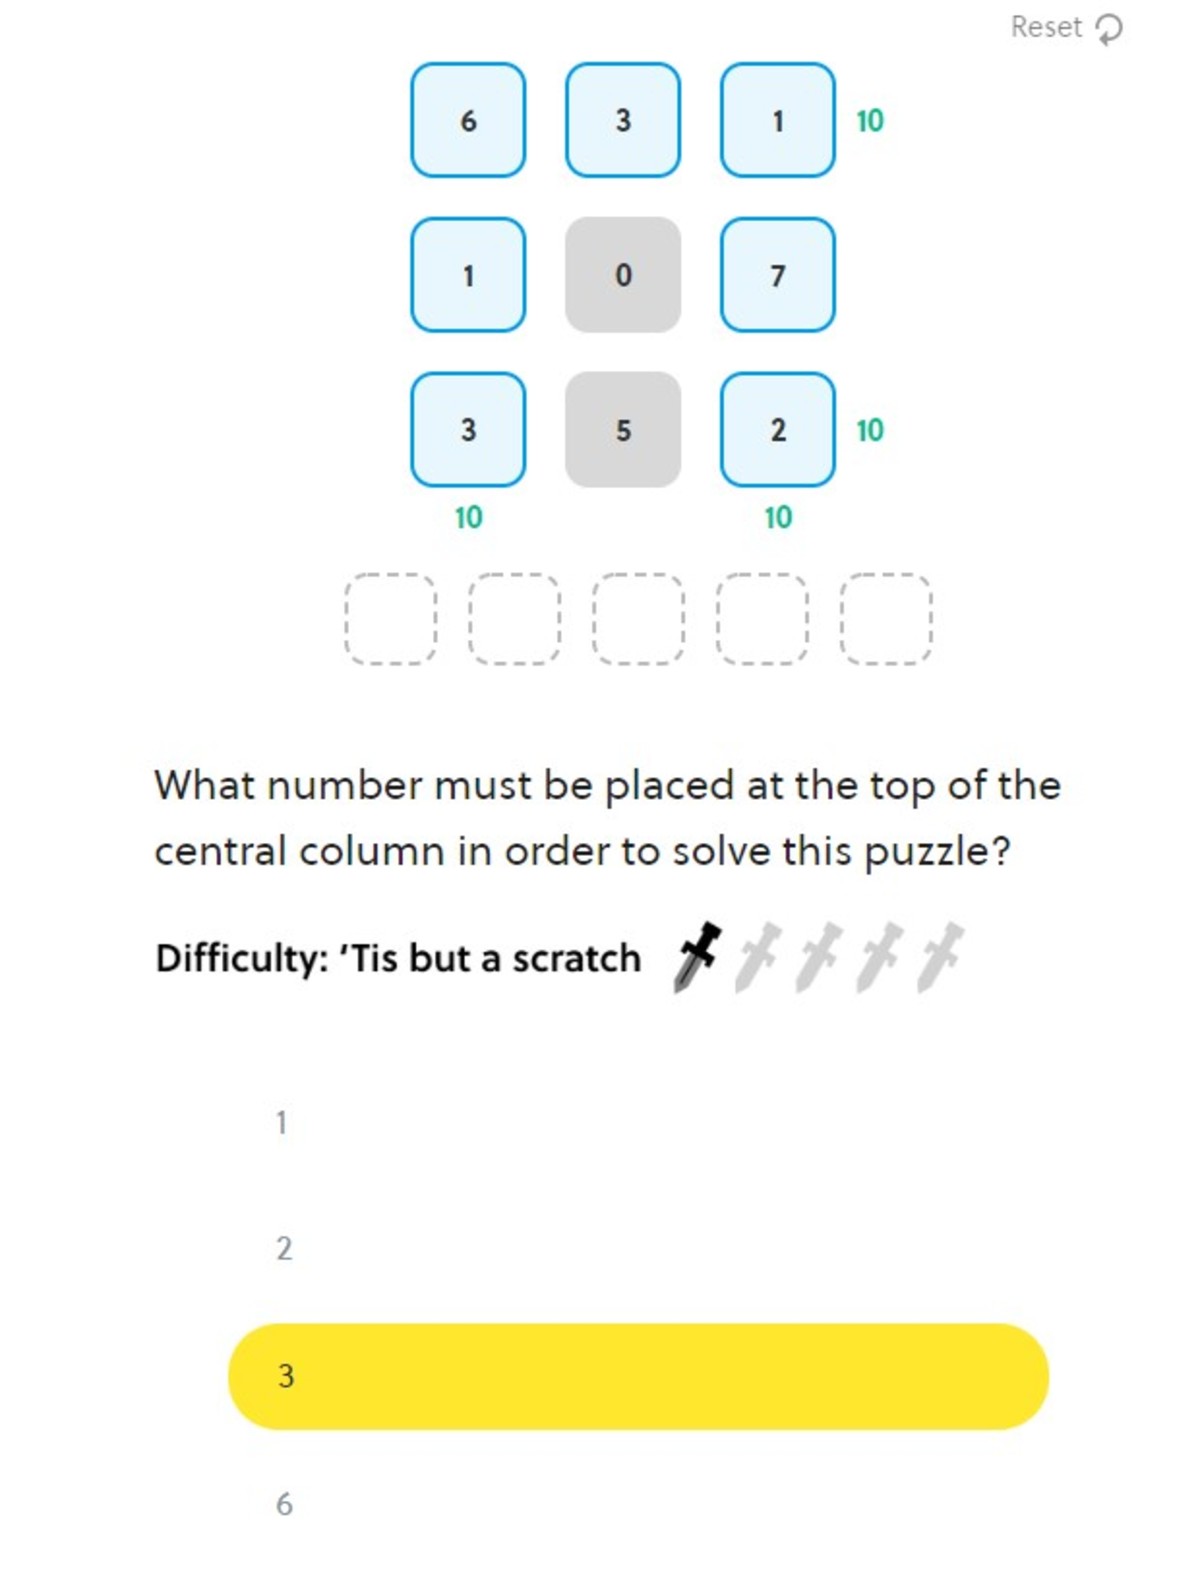 Reset
6 3 1 10
1 0 7
3 5 2 10
10 10
What number must be placed at the top of the
central column in order to solve this puzzle?
Difficulty: ’Tis but a scratch
1
2
3
6